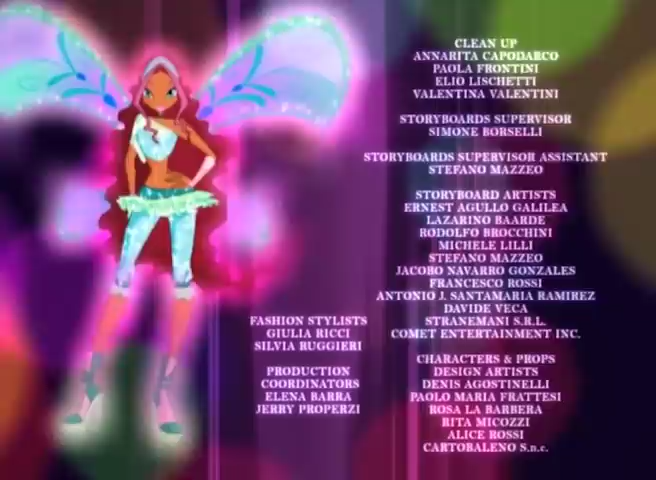 CLEAN UP
ANNARITA CAPODARCO
PAOLA FRONTINI
ELIO LISCHETTI
VALENTINA VALENTINI
STORYBOARDS SUPERVISOR
SIMONE BORSELLI
STORYBOARDS SUPERVISOR ASSISTANT
STEFANO MAZZEO
STORYBOARD ARTISTS
ERNEST AGULLO GALILEA
LAZARINO BAARDE
RODOLFO BROCCHINI
MICHELE LILLI
STEFANO MAZZEO
JACOBO NAVARRO GONZALES
FRANCESCO ROSSI
ANTONIO J. SANTAMARIA RAMIREZ
DAVIDE VECA
STRANEMANI S.R.L.
COMET ENTERTAINMENT INC.
FASHION STYLISTS
GIULIA RICCI
SILVIA RUGGIERI
PRODUCTION
COORDINATORS
ELENA BARRA
JERRY PROPERZI
CHARACTERS & PROPS
DESIGN ARTISTS
DENIS AGOSTINELLI
PAOLO MARIA FRATTESI
ROSA LA BARBERA
RITA MICOZZI
ALICE ROSSI
CARTOBALENO S.n.c.